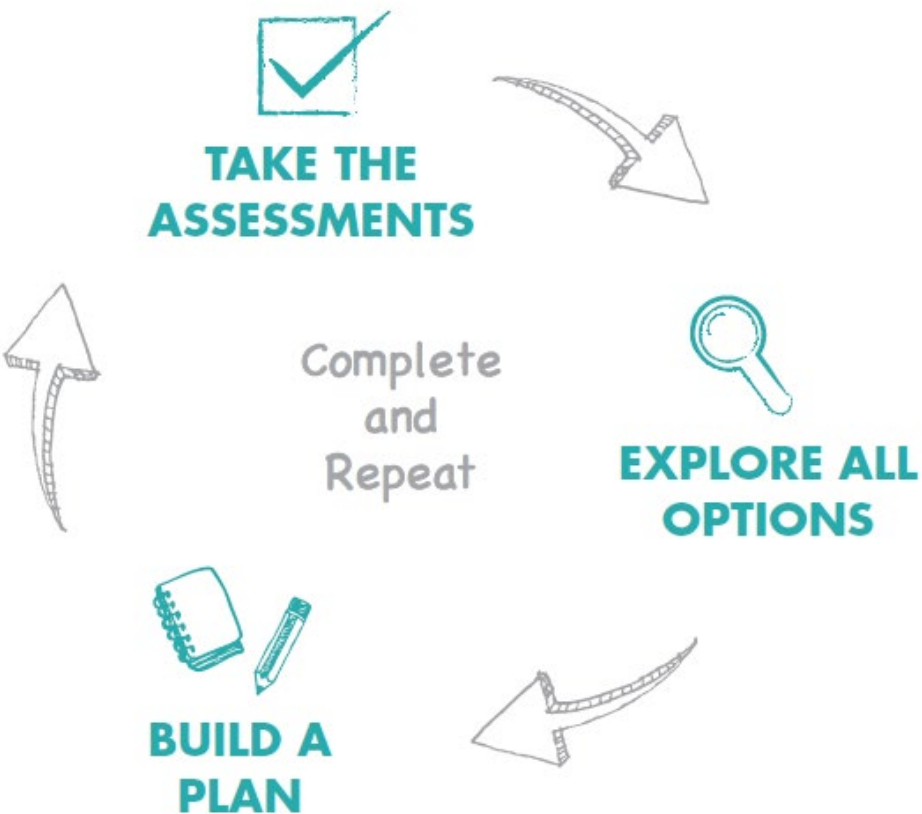 TAKE THE
ASSESSMENTS
Complete
and
Repeat
EXPLORE ALL
OPTIONS
BUILD A
PLAN